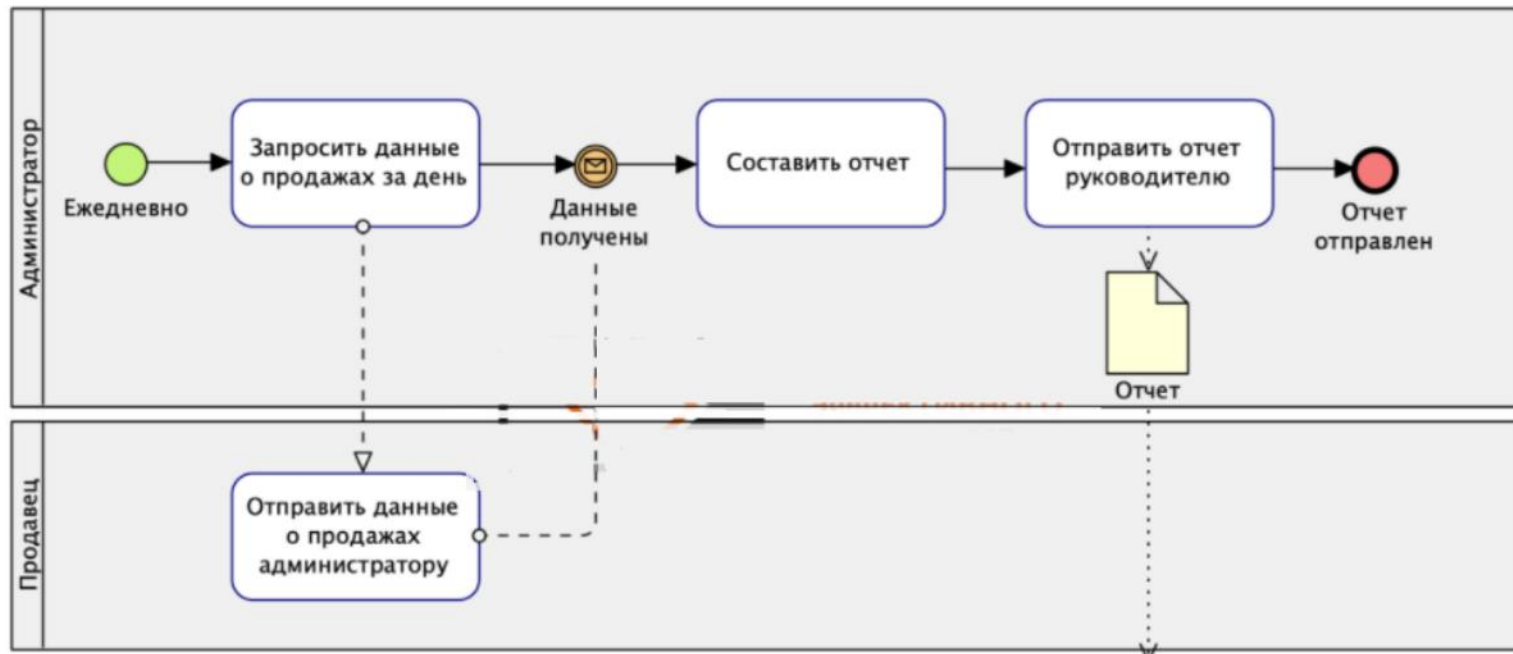 Администратор
Ежедневно
Запросить данные
о продажах за день
Данные
получены
Составить отчет
Отправить отчет
руководителю
Отчет
отправлен
Отчет
Продавец
Отправить данные
о продажах
администратору